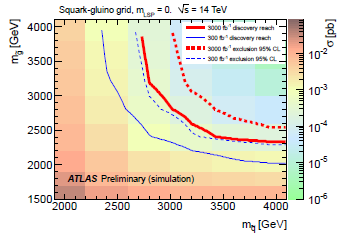 Squark-gluino grid, m_LSP = 0. √s = 14 TeV
m_g̃ [GeV]
σ [pb]
4000
3500
3000
2500
2000
1500
3000 fb⁻¹ discovery reach
300 fb⁻¹ discovery reach
3000 fb⁻¹ exclusion 95% CL
300 fb⁻¹ exclusion 95% CL
ATLAS Preliminary (simulation)
10⁻²
10⁻³
10⁻⁴
10⁻⁵
10⁻⁶
2000 2500 3000 3500 4000
m_q̃ [GeV]